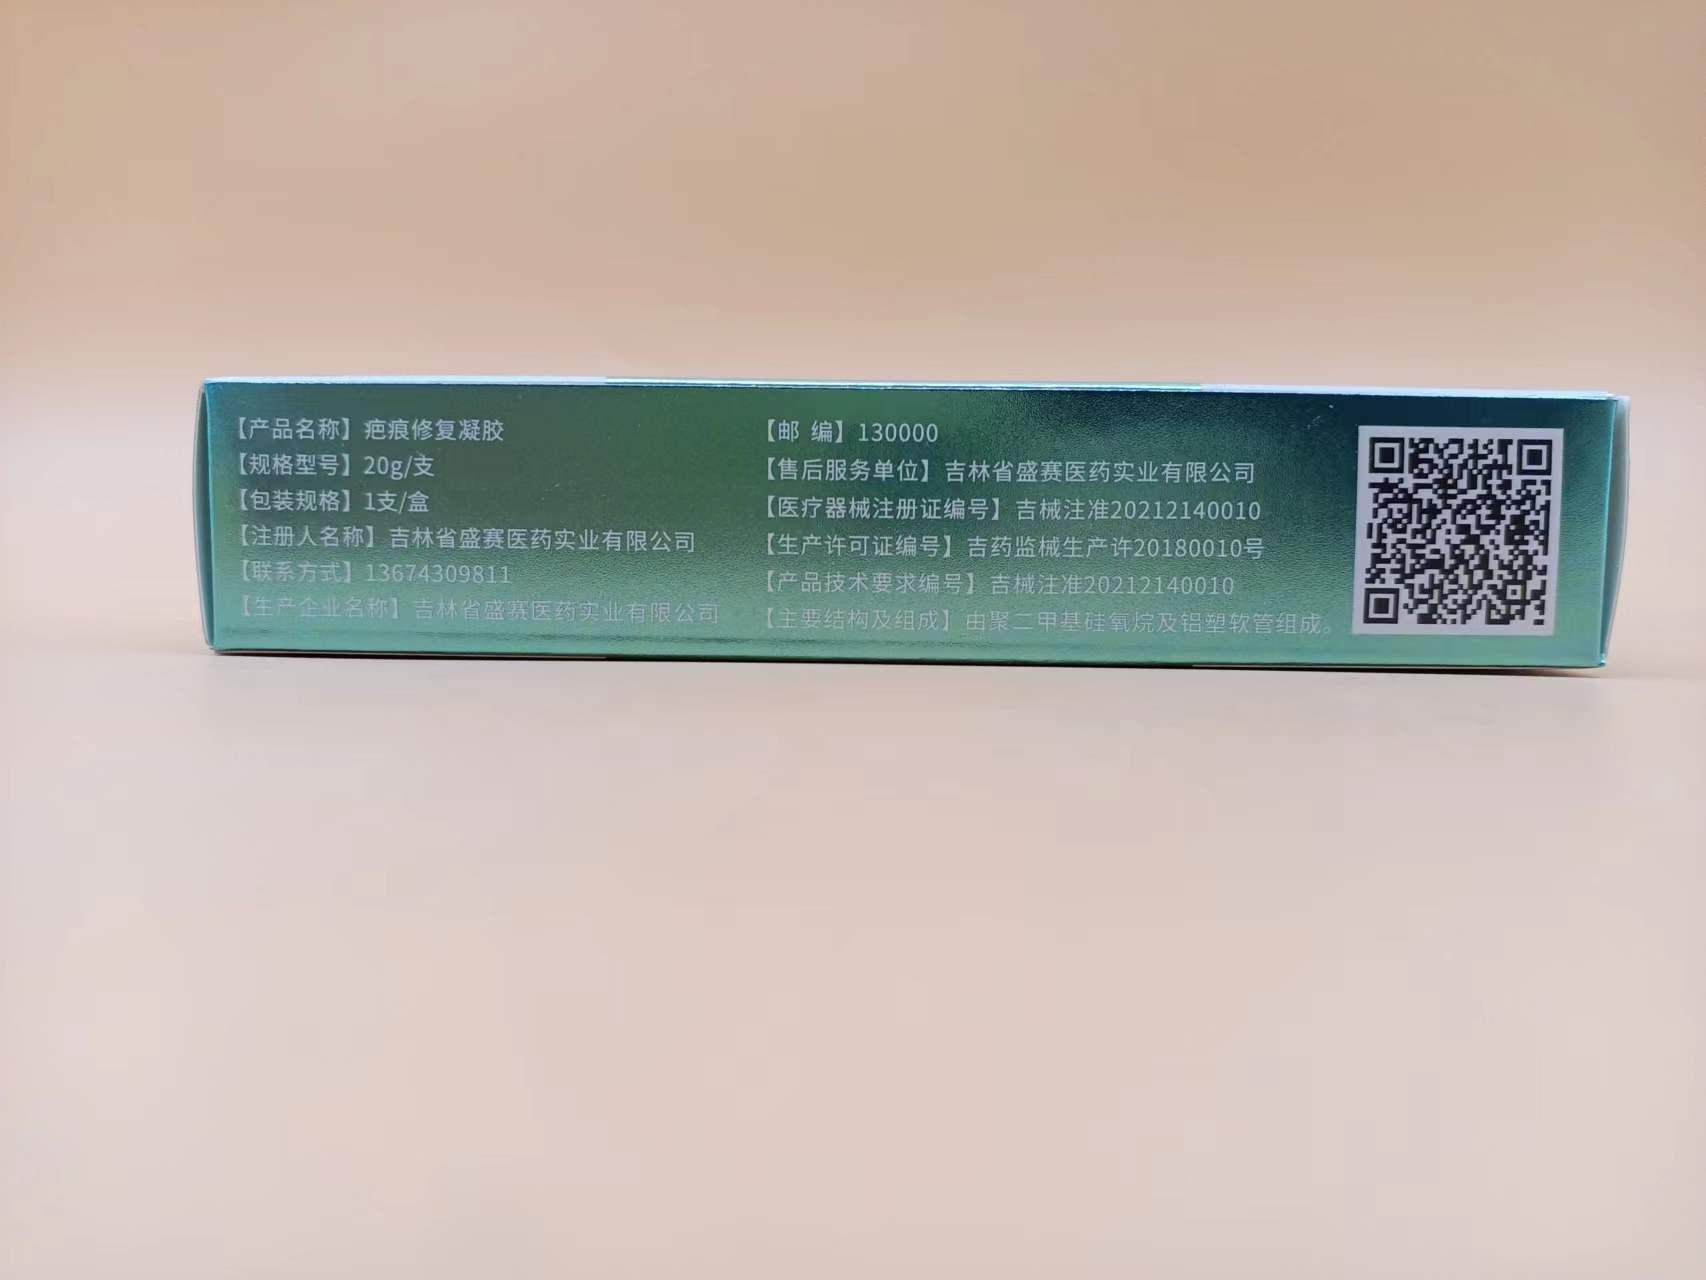 【产品名称】疤痕修复凝胶
【规格型号】20g/支
【包装规格】1支/盒
【注册人名称】吉林省盛赛医药实业有限公司
【联系方式】13674309811
【生产企业名称】吉林省盛赛医药实业有限公司
【邮 编】130000
【售后服务单位】吉林省盛赛医药实业有限公司
【医疗器械注册证编号】吉械注准20212140010
【生产许可证编号】吉药监械生产许20180010号
【产品技术要求编号】吉械注准20212140010
【主要结构及组成】由聚二甲基硅氧烷及铝塑软管组成。